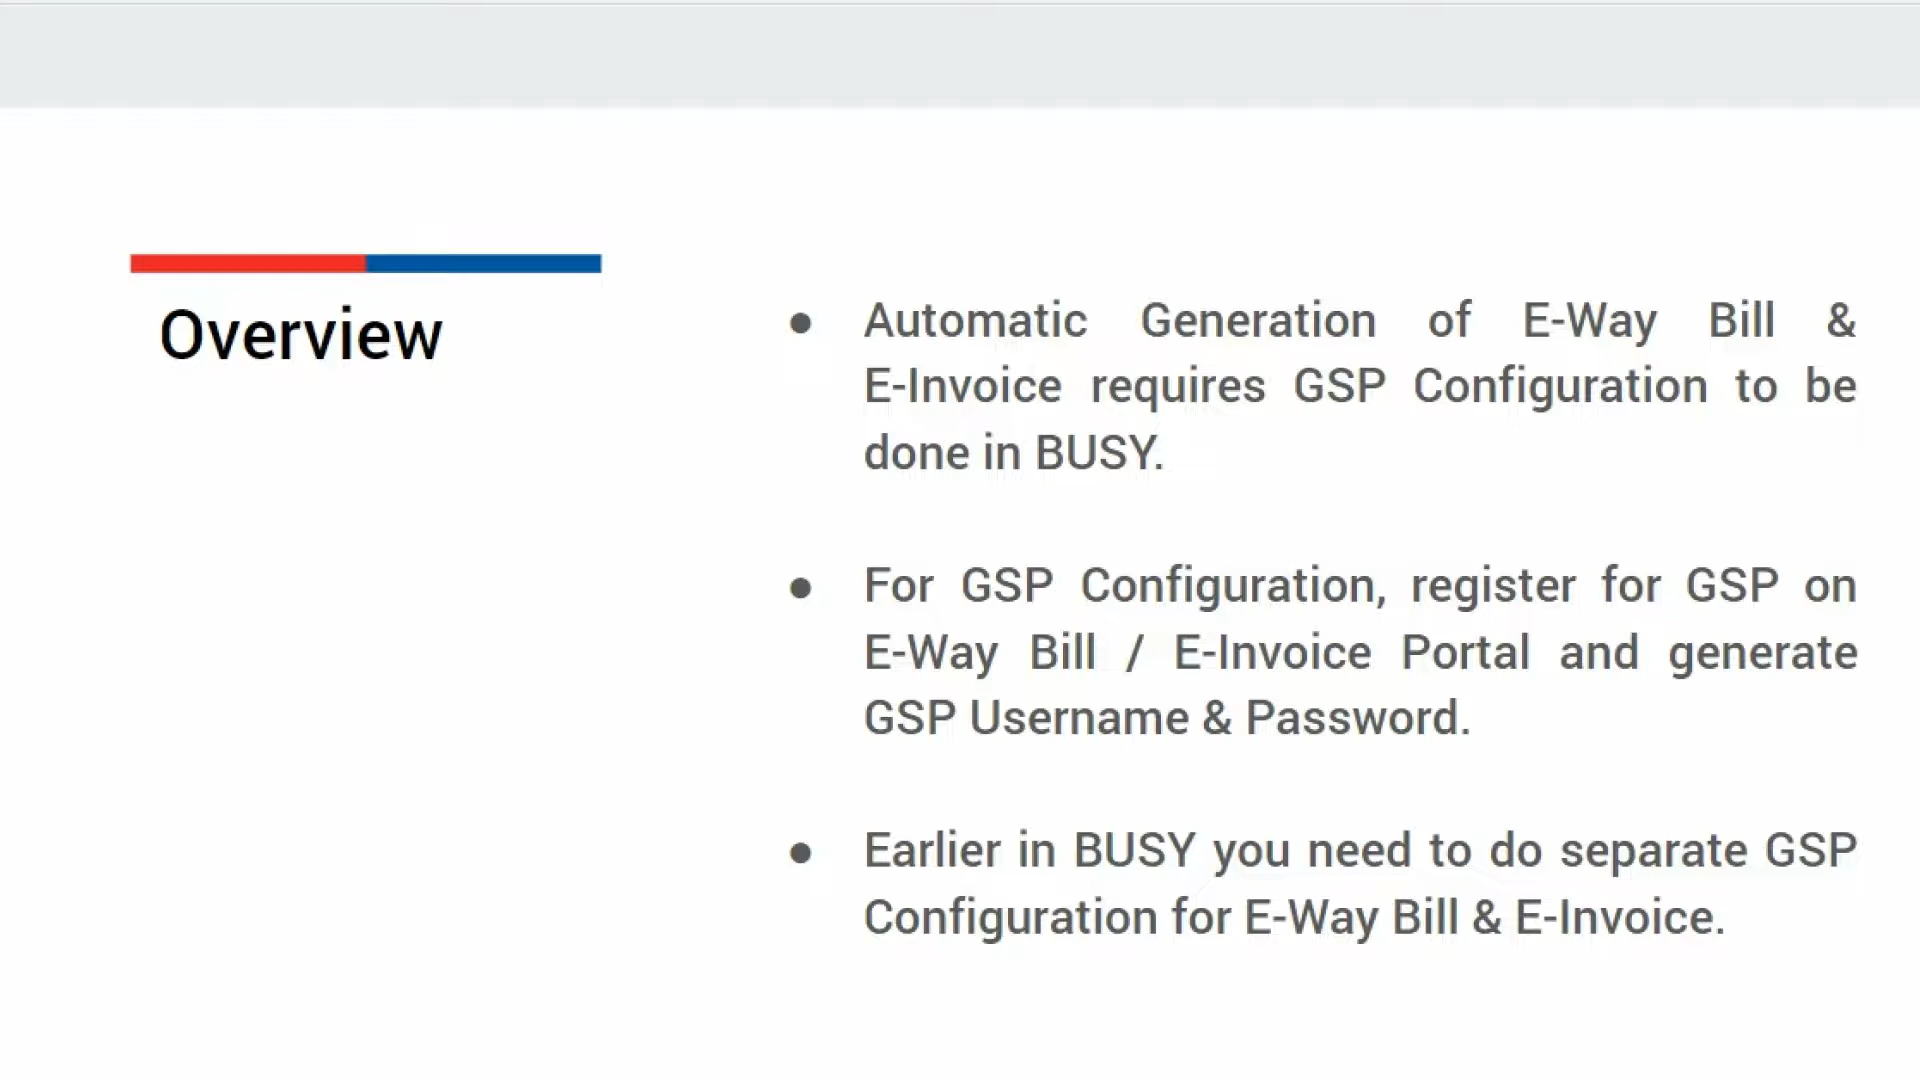 Overview
Automatic Generation of E-Way Bill &
E-Invoice requires GSP Configuration to be
done in BUSY.
For GSP Configuration, register for GSP on
E-Way Bill / E-Invoice Portal and generate
GSP Username & Password.
Earlier in BUSY you need to do separate GSP
Configuration for E-Way Bill & E-Invoice.